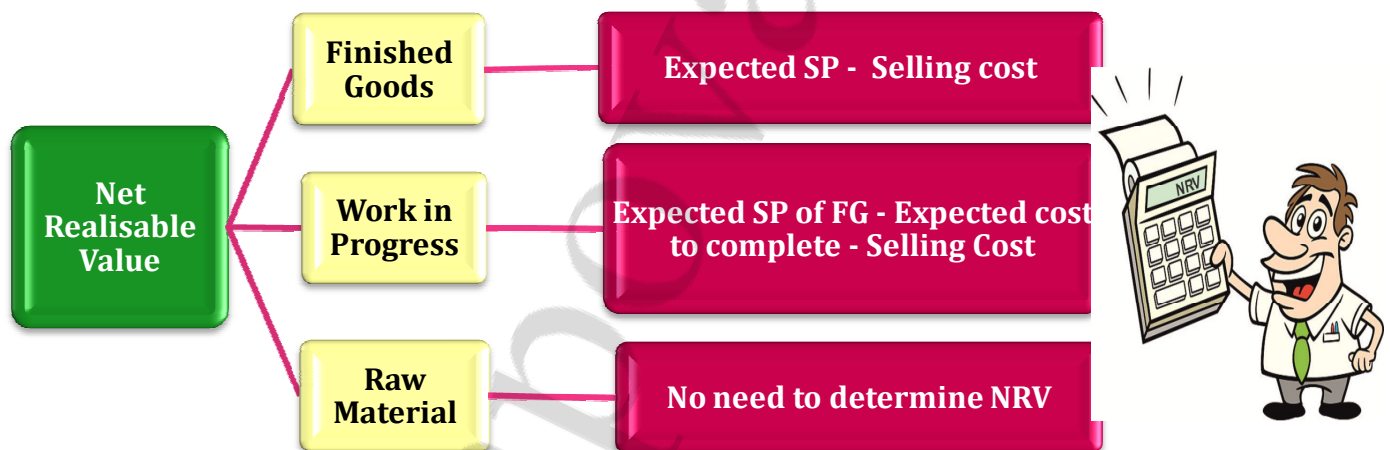 Net
Realisable
Value
Finished
Goods
Expected SP - Selling cost
Work in
Progress
Expected SP of FG - Expected cost
to complete - Selling Cost
Raw
Material
No need to determine NRV
NRV